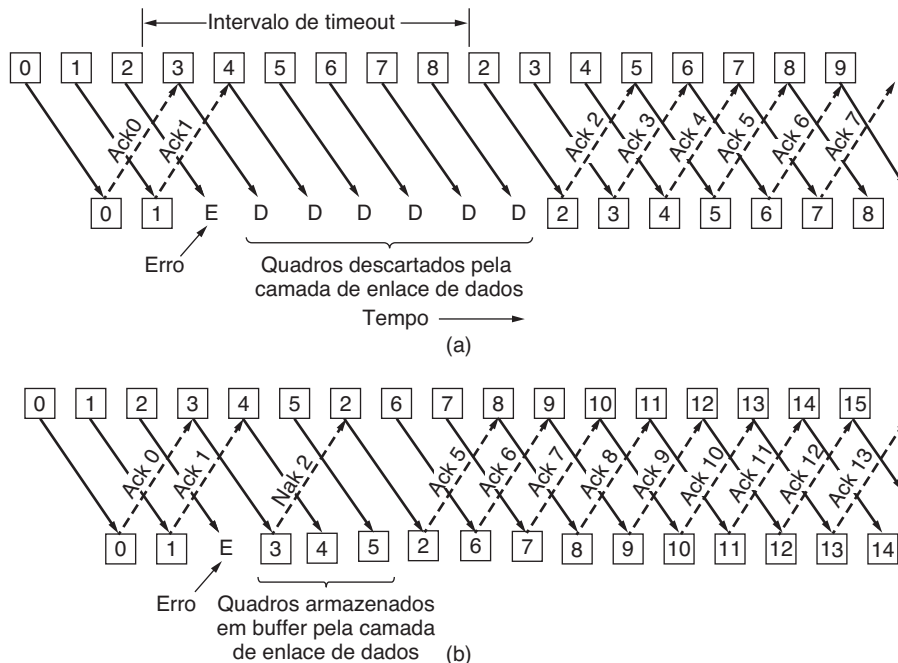 Intervalo de timeout
0 1 2 3 4 5 6 7 8 2 3 4 5 6 7 8 9
Ack0 Ack1 Ack 2 Ack 3 Ack 4 Ack 5 Ack 6 Ack 7
0 1 E D D D D D D 2 3 4 5 6 7 8
Erro
Quadros descartados pela
camada de enlace de dados
Tempo
(a)
0 1 2 3 4 5 2 6 7 8 9 10 11 12 13 14 15
Ack 0 Ack 1 Nak 2 Ack 5 Ack 6 Ack 7 Ack 8 Ack 9 Ack 10 Ack 11 Ack 12 Ack 13
0 1 E 3 4 5 2 6 7 8 9 10 11 12 13 14
Erro
Quadros armazenados
em buffer pela camada
de enlace de dados
(b)